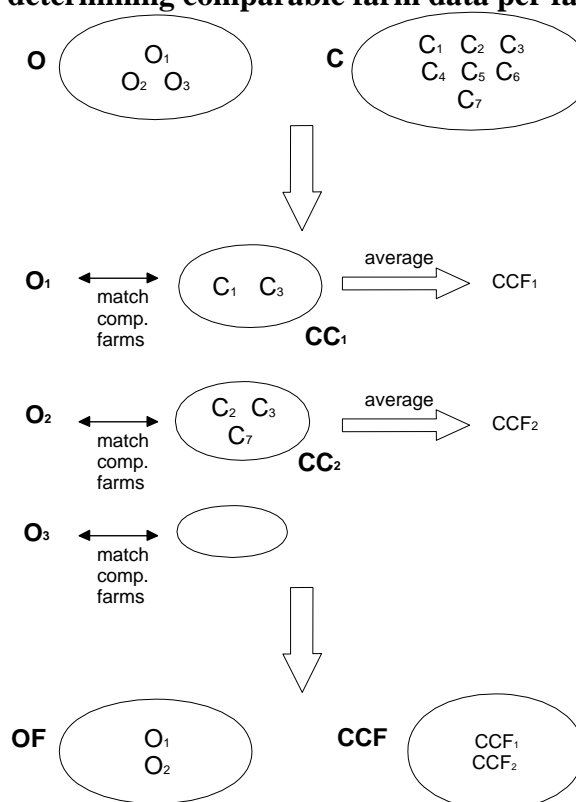 determining comparable farm data per fa
O
O₁
O₂ O₃
C
C₁ C₂ C₃
C₄ C₅ C₆
C₇
O₁
match
comp.
farms
C₁ C₃
CC₁
average
CCF₁
O₂
match
comp.
farms
C₂ C₃
C₇
CC₂
average
CCF₂
O₃
match
comp.
farms
OF
O₁
O₂
CCF
CCF₁
CCF₂